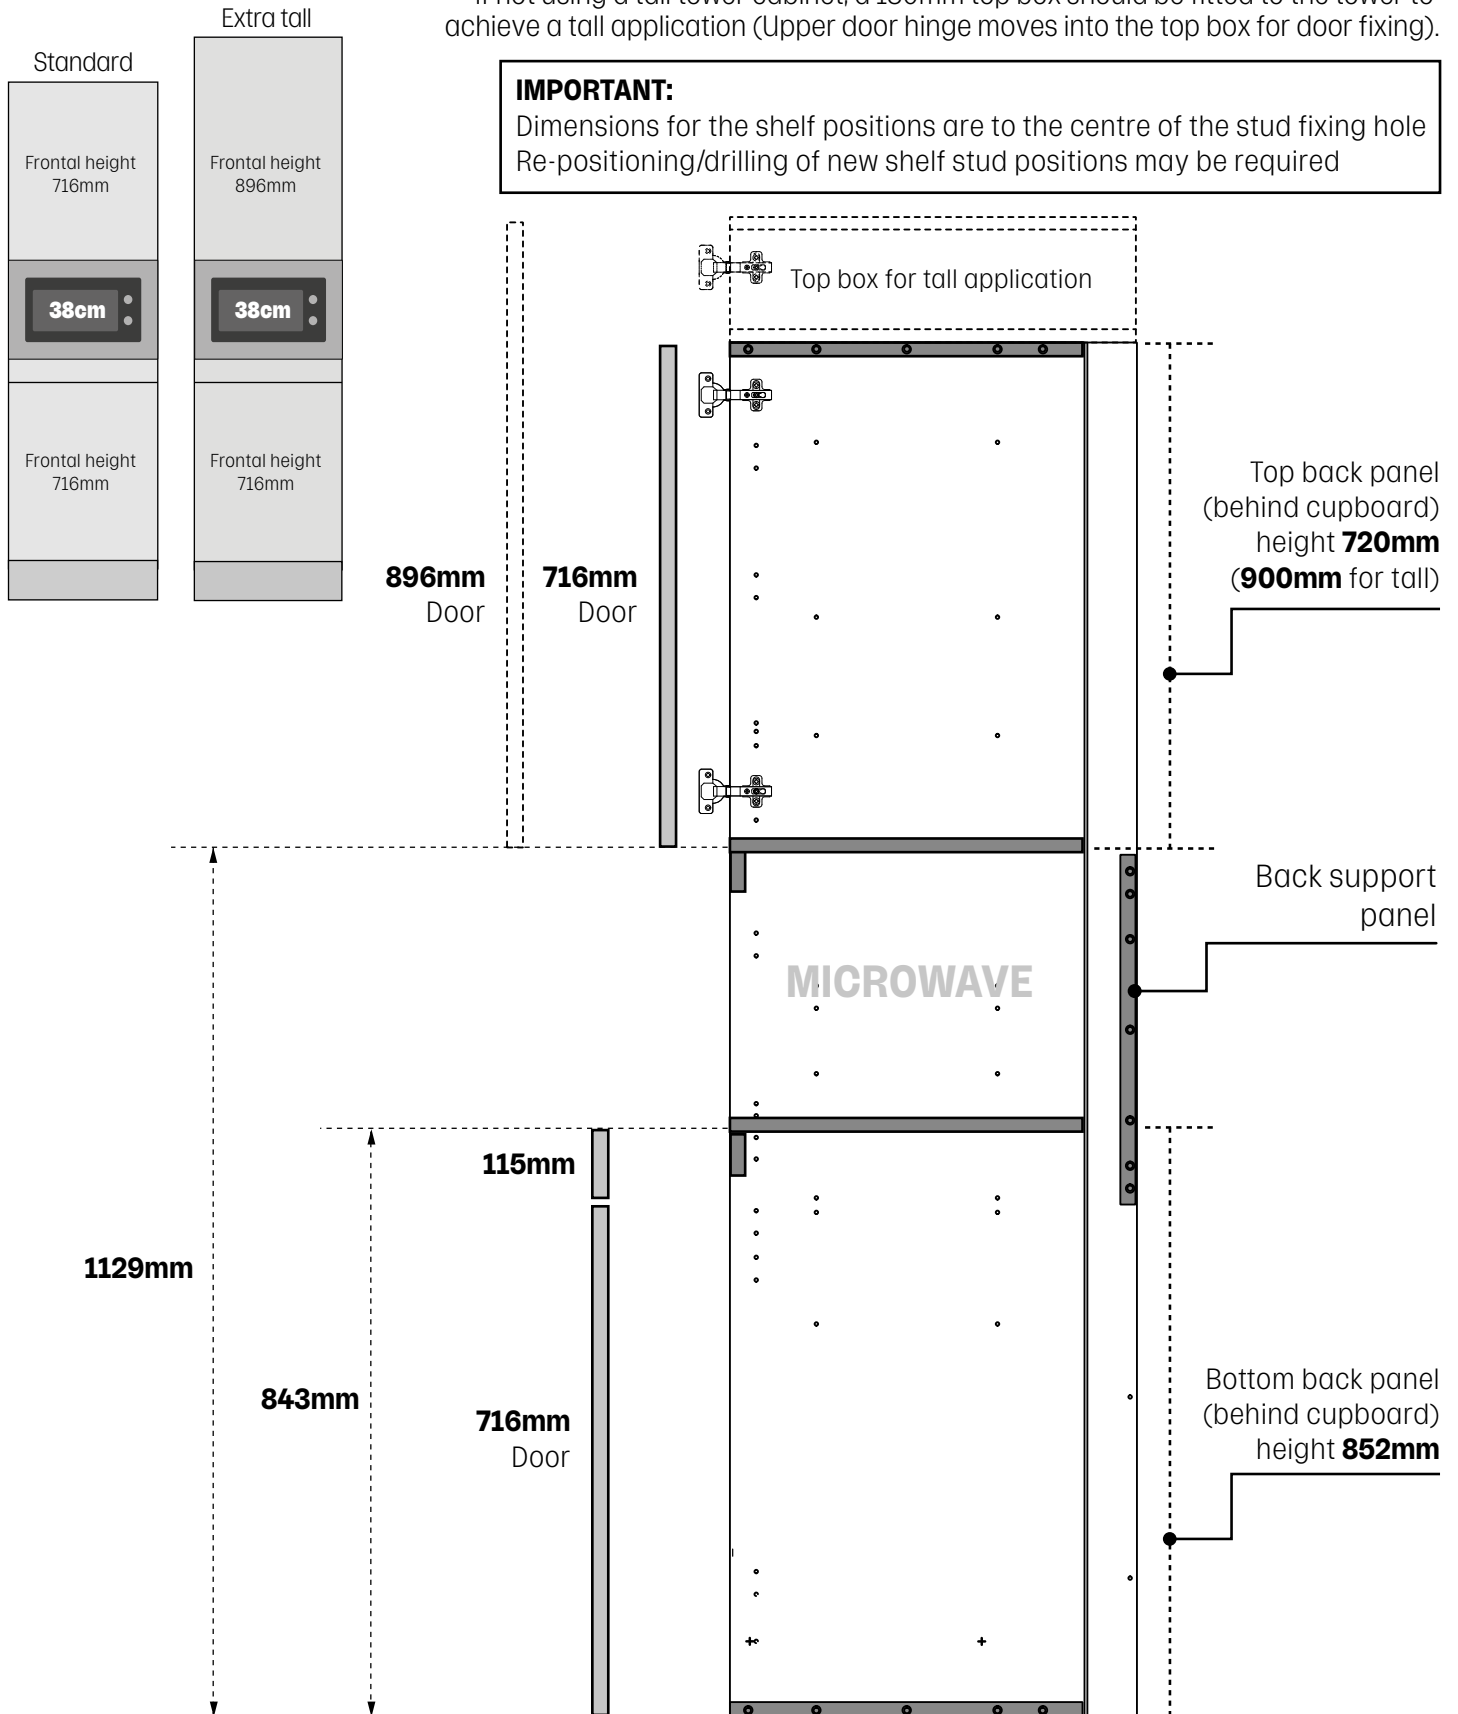 Extra tall
achieve a tall application (Upper door hinge moves into the top box for door fixing).
Standard
IMPORTANT:
Dimensions for the shelf positions are to the centre of the stud fixing hole
Re-positioning/drilling of new shelf stud positions may be required
Frontal height
716mm
Frontal height
896mm
38cm
38cm
Frontal height
716mm
Frontal height
716mm
Top box for tall application
Top back panel
(behind cupboard)
height 720mm
(900mm for tall)
896mm
Door
716mm
Door
Back support
panel
MICROWAVE
115mm
1129mm
843mm
716mm
Door
Bottom back panel
(behind cupboard)
height 852mm